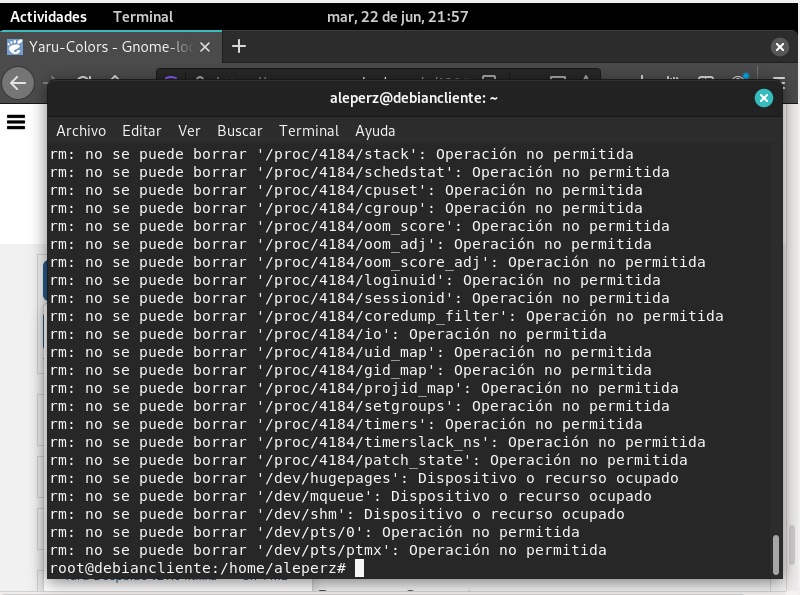 Actividades Terminal mar, 22 de jun, 21:57
Yaru-Colors - Gnome-loo
aleperz@debiancliente: ~
Archivo Editar Ver Buscar Terminal Ayuda
rm: no se puede borrar '/proc/4184/stack': Operación no permitida
rm: no se puede borrar '/proc/4184/schedstat': Operación no permitida
rm: no se puede borrar '/proc/4184/cpuset': Operación no permitida
rm: no se puede borrar '/proc/4184/cgroup': Operación no permitida
rm: no se puede borrar '/proc/4184/oom_score': Operación no permitida
rm: no se puede borrar '/proc/4184/oom_adj': Operación no permitida
rm: no se puede borrar '/proc/4184/oom_score_adj': Operación no permitida
rm: no se puede borrar '/proc/4184/loginuid': Operación no permitida
rm: no se puede borrar '/proc/4184/sessionid': Operación no permitida
rm: no se puede borrar '/proc/4184/coredump_filter': Operación no permitida
rm: no se puede borrar '/proc/4184/io': Operación no permitida
rm: no se puede borrar '/proc/4184/uid_map': Operación no permitida
rm: no se puede borrar '/proc/4184/gid_map': Operación no permitida
rm: no se puede borrar '/proc/4184/projid_map': Operación no permitida
rm: no se puede borrar '/proc/4184/setgroups': Operación no permitida
rm: no se puede borrar '/proc/4184/timers': Operación no permitida
rm: no se puede borrar '/proc/4184/timerslack_ns': Operación no permitida
rm: no se puede borrar '/proc/4184/patch_state': Operación no permitida
rm: no se puede borrar '/dev/hugepages': Dispositivo o recurso ocupado
rm: no se puede borrar '/dev/mqueue': Dispositivo o recurso ocupado
rm: no se puede borrar '/dev/shm': Dispositivo o recurso ocupado
rm: no se puede borrar '/dev/pts/0': Operación no permitida
rm: no se puede borrar '/dev/pts/ptmx': Operación no permitida
root@debiancliente:/home/aleperz#